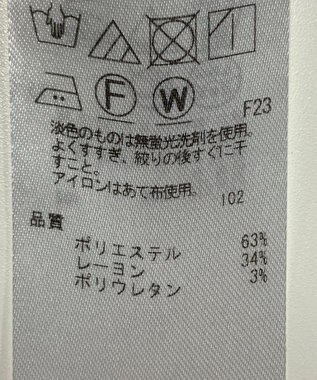 F W
F23
淡色のものは無蛍光洗剤を使用。
よくすすぎ、絞りの後すぐに干
すこと。
アイロンはあて布使用。
102
品質
ポリエステル 63%
レーヨン 34%
ポリウレタン 3%